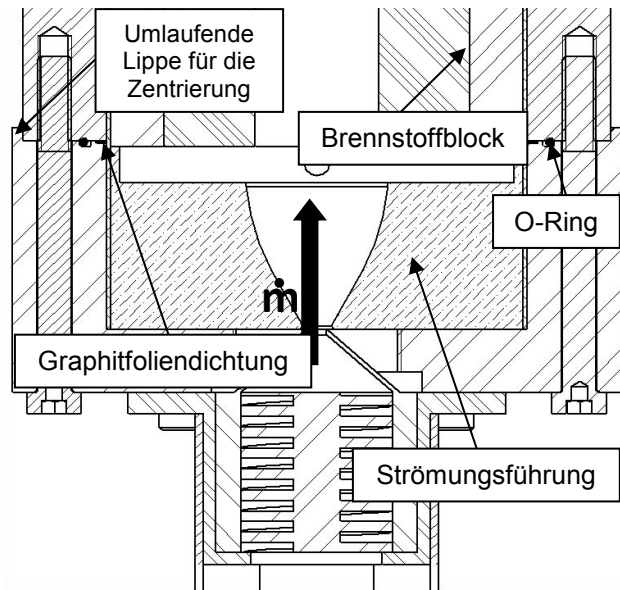 Umlaufende
Lippe für die
Zentrierung
Brennstoffblock
O-Ring
ṁ
Graphitfoliendichtung
Strömungsführung